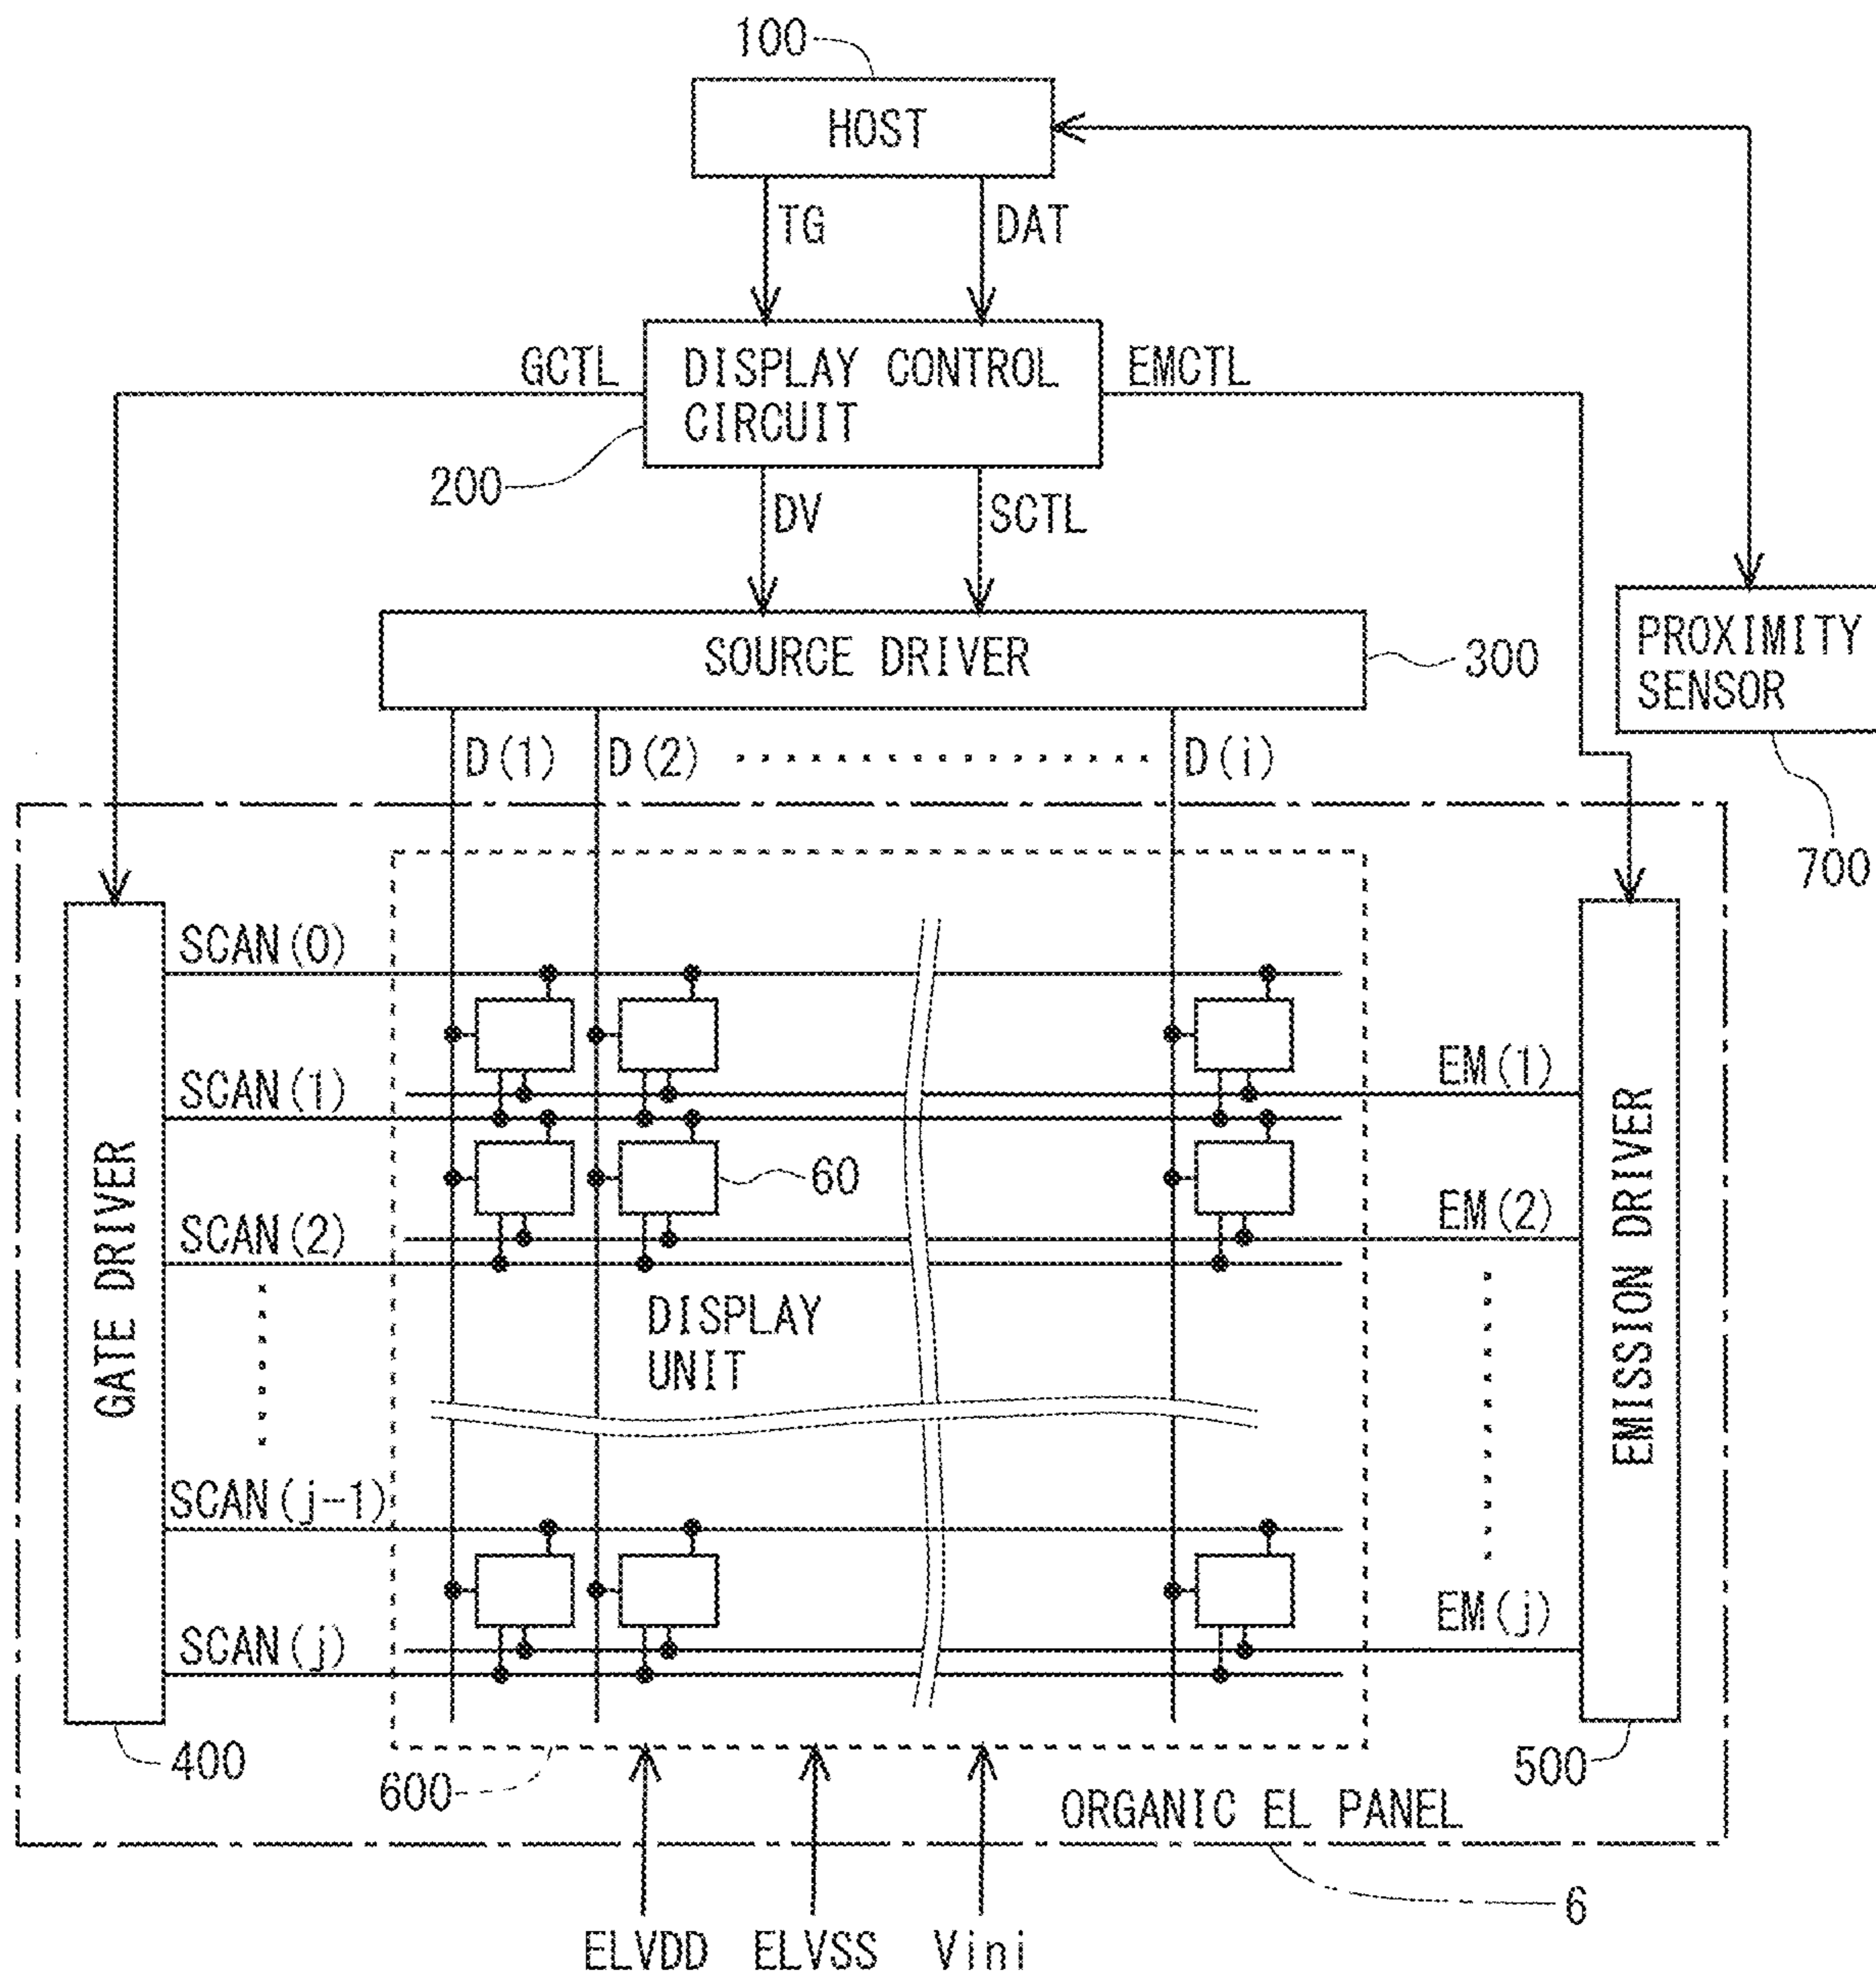 100
HOST
TG
DAT
GCTL
DISPLAY CONTROL
CIRCUIT
EMCTL
200
DV
SCTL
SOURCE DRIVER
300
PROXIMITY
SENSOR
700
D(1)
D(2)
D(i)
SCAN(0)
SCAN(1)
EM(1)
60
SCAN(2)
EM(2)
GATE DRIVER
EMISSION DRIVER
DISPLAY
UNIT
SCAN(j-1)
SCAN(j)
EM(j)
400
600
500
ORGANIC EL PANEL
6
ELVDD
ELVSS
Vini